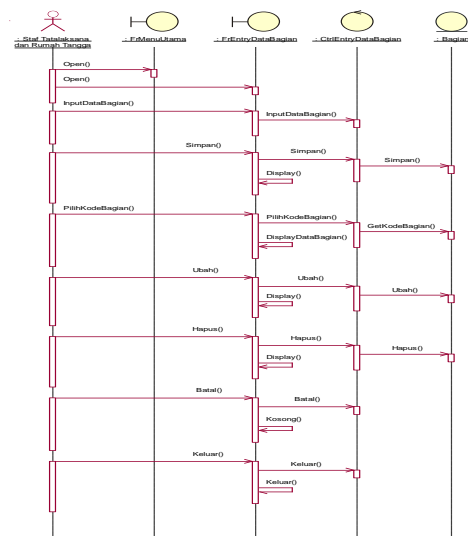 : Staf Tatalaksana
dan Rumah Tangga
: FrMenuUtama
: FrEntryDataBagian
: CtrlEntryDataBagian
: Bagian
Open()
Open()
InputDataBagian()
InputDataBagian()
Simpan()
Simpan()
Simpan()
Display()
PilihKodeBagian()
PilihKodeBagian()
GetKodeBagian()
DisplayDataBagian()
Ubah()
Ubah()
Ubah()
Display()
Hapus()
Hapus()
Hapus()
Display()
Batal()
Batal()
Kosong()
Keluar()
Keluar()
Keluar()